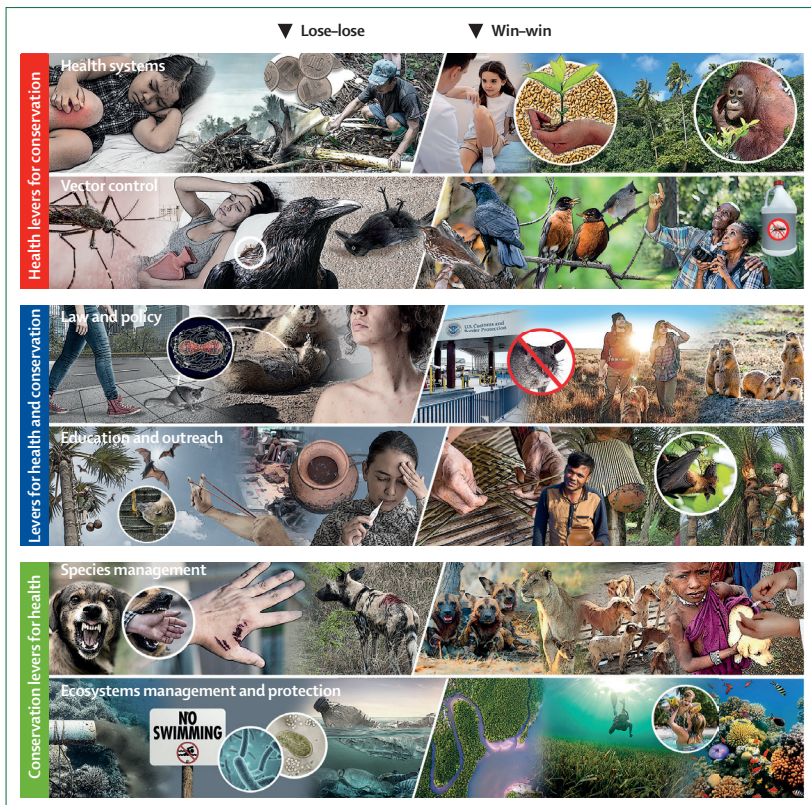 Lose–lose
Win–win
Health levers for conservation
Health systems
Vector control
Levers for health and conservation
Law and policy
U.S. Customs and
Border Protection
Education and outreach
Conservation levers for health
Species management
Ecosystems management and protection
NO
SWIMMING